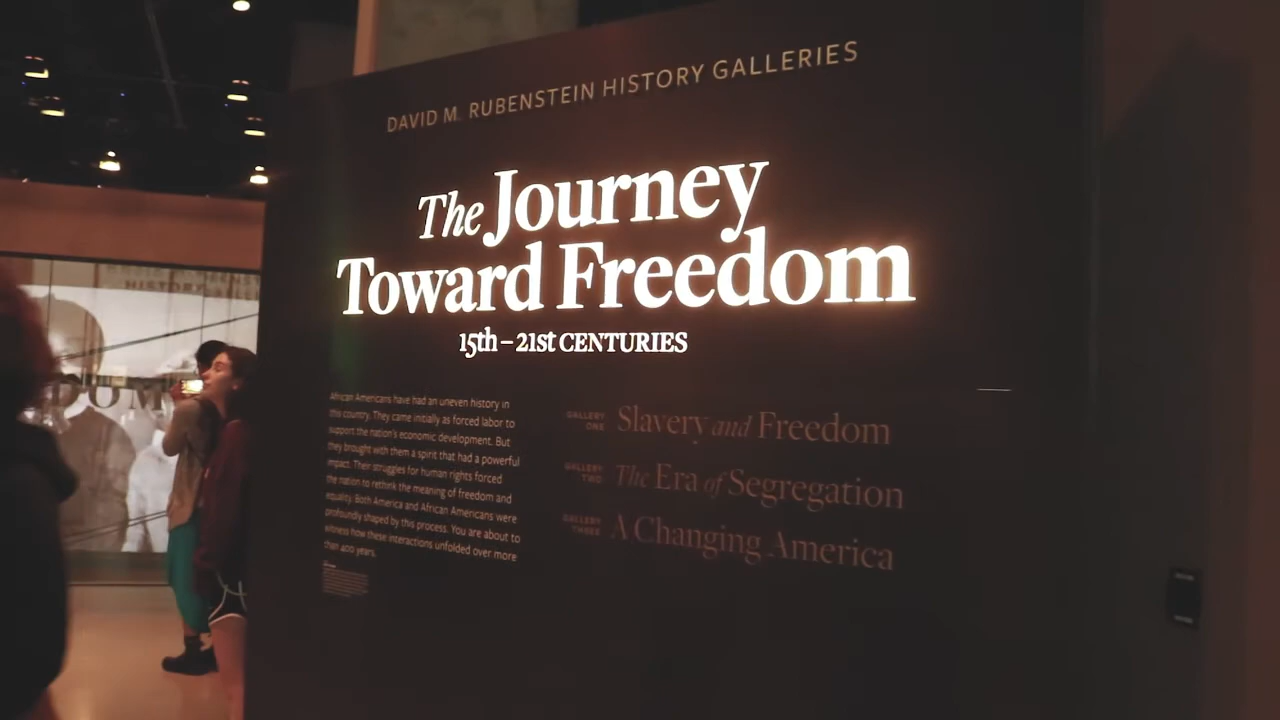 DAVID M. RUBENSTEIN HISTORY GALLERIES
The Journey
Toward Freedom
15th – 21st CENTURIES
African Americans have had an uneven history in
this country. They came initially as forced labor to
support the nation's economic development. But
they brought with them a spirit that had a powerful
impact. Their struggles for human rights forced
the nation to rethink the meaning of freedom and
equality. Both America and African Americans were
profoundly shaped by this process. You are about to
witness how these interactions unfolded over more
than 400 years.
GALLERY
ONE
Slavery and Freedom
GALLERY
TWO
The Era of Segregation
GALLERY
THREE
A Changing America
HISTORY